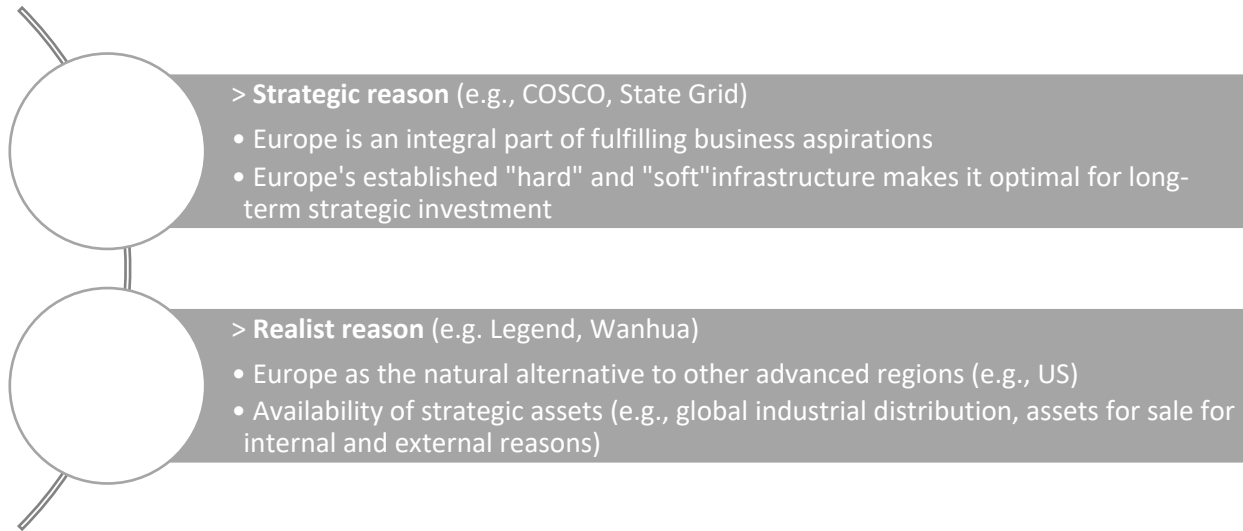 > Strategic reason (e.g., COSCO, State Grid)
• Europe is an integral part of fulfilling business aspirations
• Europe's established "hard" and "soft"infrastructure makes it optimal for long-
term strategic investment
> Realist reason (e.g. Legend, Wanhua)
• Europe as the natural alternative to other advanced regions (e.g., US)
• Availability of strategic assets (e.g., global industrial distribution, assets for sale for
internal and external reasons)